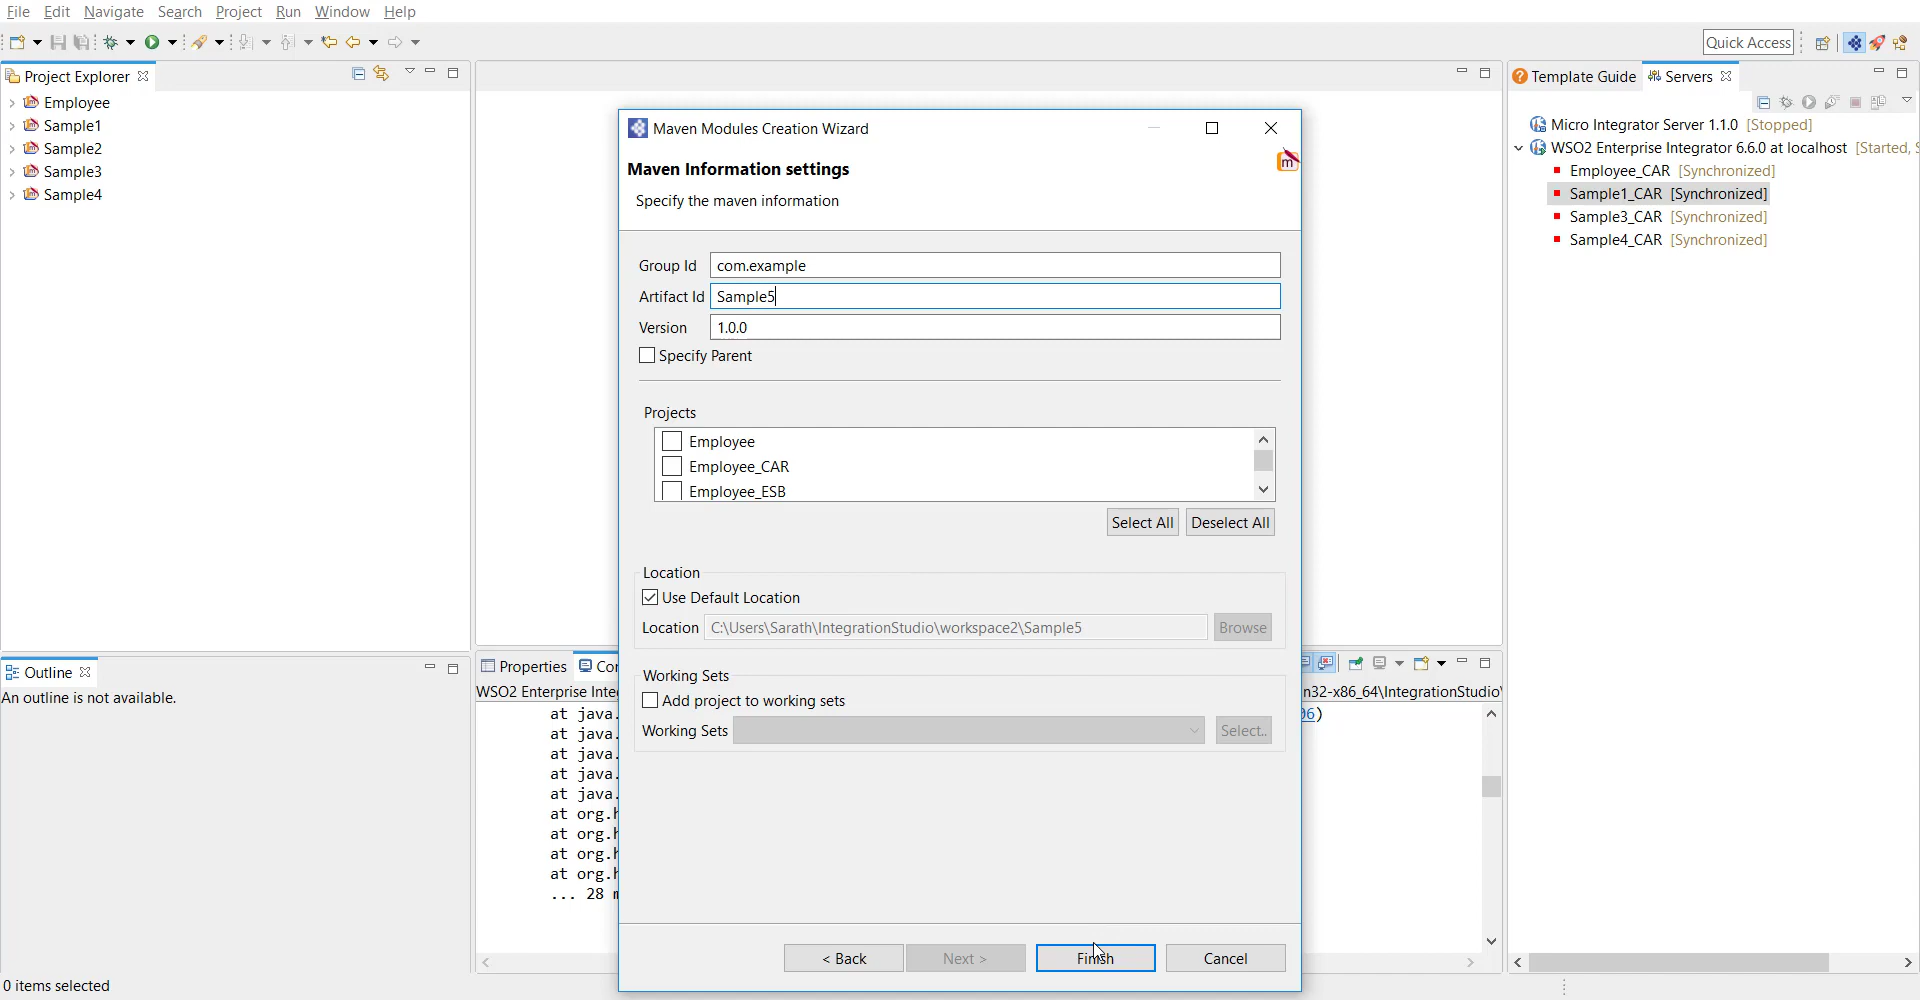 File Edit Navigate Search Project Run Window Help
Quick Access
Project Explorer
Employee
Sample1
Sample2
Sample3
Sample4
Maven Modules Creation Wizard
Maven Information settings
Specify the maven information
Group Id com.example
Artifact Id Sample5
Version 1.0.0
Specify Parent
Projects
Employee
Employee_CAR
Employee_ESB
Select All Deselect All
Location
Use Default Location
Location C:\Users\Sarath\IntegrationStudio\workspace2\Sample5 Browse
Working Sets
Add project to working sets
Working Sets Select..
< Back Next > Finish Cancel
Template Guide Servers
Micro Integrator Server 1.1.0 [Stopped]
WSO2 Enterprise Integrator 6.6.0 at localhost [Started, S
Employee_CAR [Synchronized]
Sample1_CAR [Synchronized]
Sample3_CAR [Synchronized]
Sample4_CAR [Synchronized]
Outline
An outline is not available.
Properties Con
WSO2 Enterprise Inte n32-x86_64\IntegrationStudio\
at java. 06)
at java.
at java.
at java.
at java.
at org.h
at org.h
at org.h
at org.h
... 28 m
0 items selected